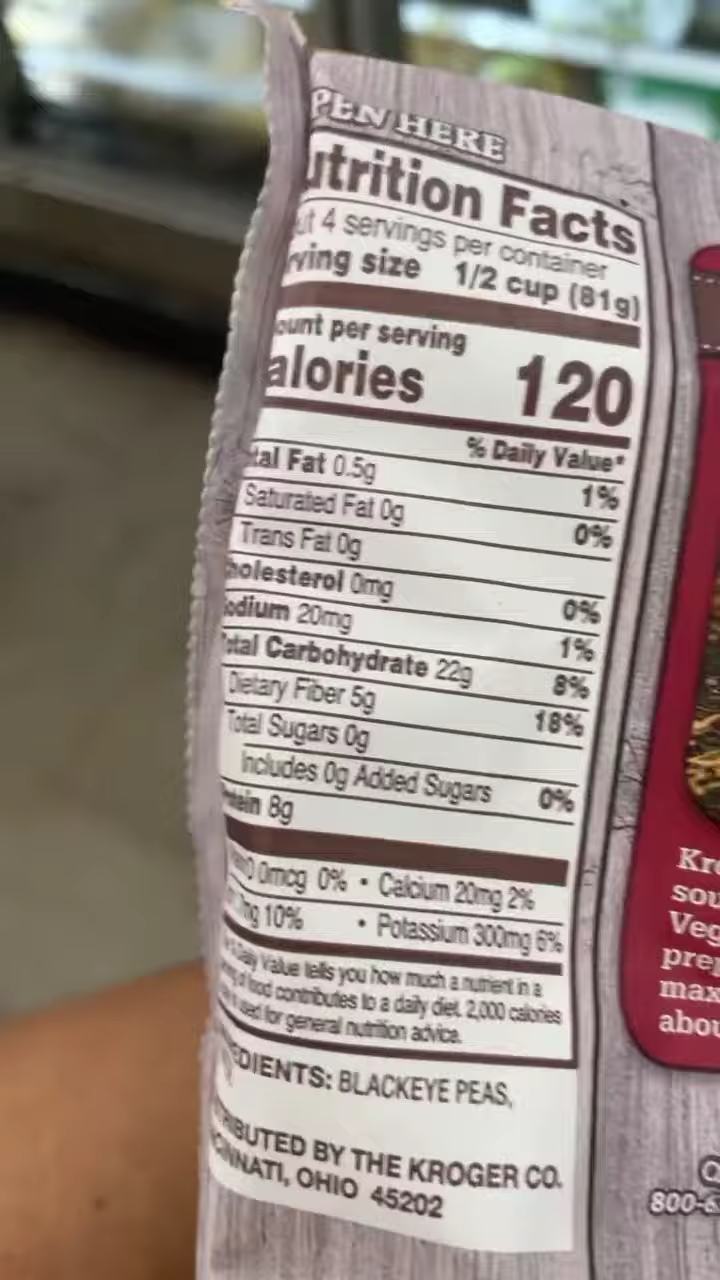 PEN HERE
utrition Facts
ut 4 servings per container
rving size 1/2 cup (81g)
ount per serving
alories 120
% Daily Value*
tal Fat 0.5g 1%
Saturated Fat 0g 0%
Trans Fat 0g
holesterol 0mg 0%
odium 20mg 1%
otal Carbohydrate 22g 8%
Dietary Fiber 5g 18%
Total Sugars 0g
Includes 0g Added Sugars 0%
tein 8g
D 0mcg 0% • Calcium 20mg 2%
10% • Potassium 300mg 6%
Daily Value tells you how much a nutrient in a
of food contributes to a daily diet. 2,000 calories
used for general nutrition advice.
EDIENTS: BLACKEYE PEAS,
TRIBUTED BY THE KROGER CO.
CINNATI, OHIO 45202
Kro
sou
Veg
prep
max
abou
800-6